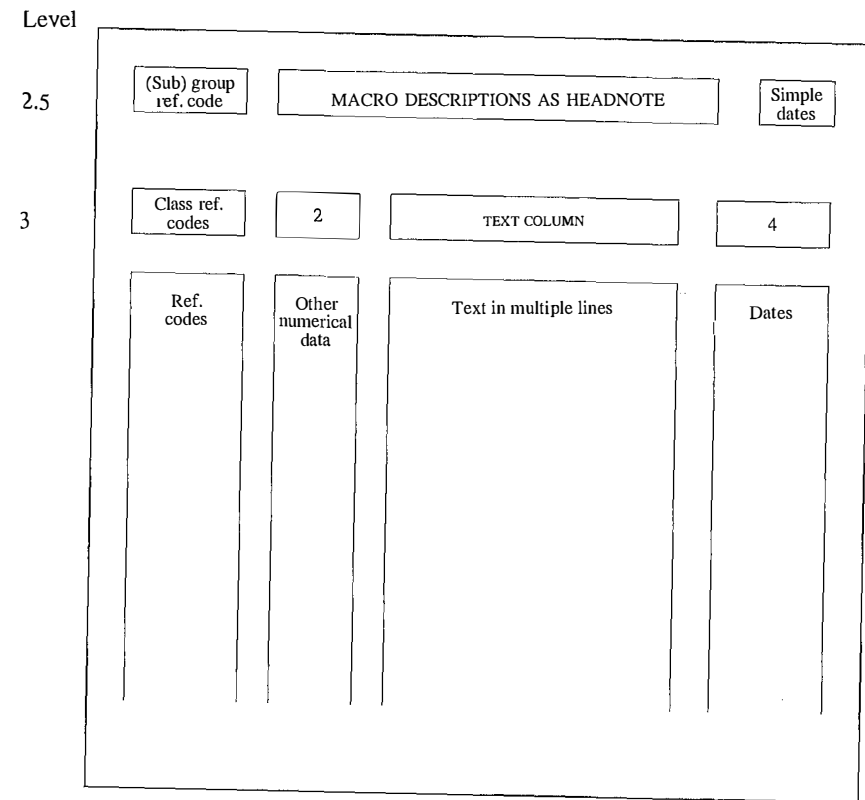 Level
2.5
(Sub) group
ref. code
MACRO DESCRIPTIONS AS HEADNOTE
Simple
dates
3
Class ref.
codes
2
TEXT COLUMN
4
Ref.
codes
Other
numerical
data
Text in multiple lines
Dates